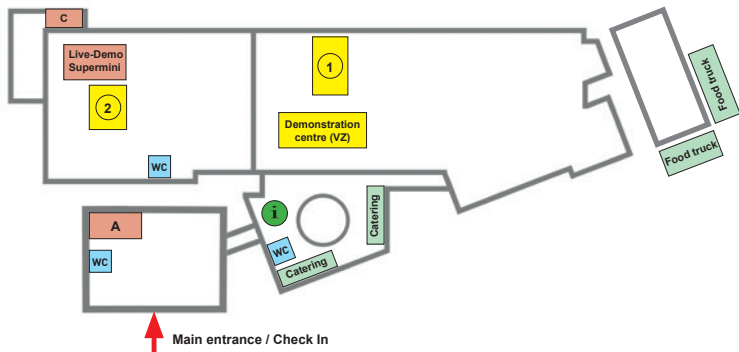 C
Live-Demo
Supermini
1
2
Demonstration
centre (VZ)
Food truck
Food truck
WC
A
i
Catering
WC
WC
Catering
Main entrance / Check In